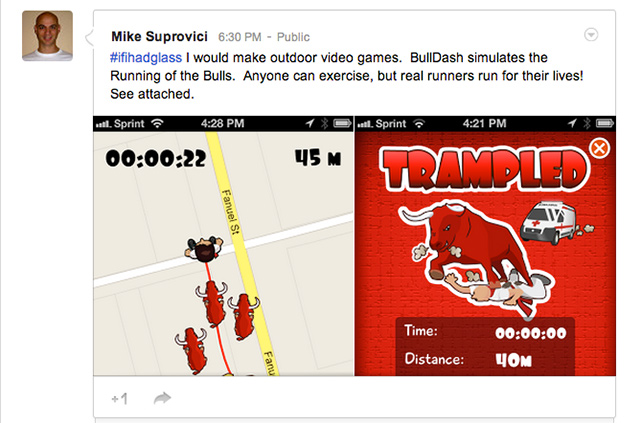 Mike Suprovici 6:30 PM - Public
#ifihadglass I would make outdoor video games. BullDash simulates the
Running of the Bulls. Anyone can exercise, but real runners run for their lives!
See attached.
Sprint 4:28 PM
00:00:22 45 M
Fanuel St
Fanu
Sprint 4:21 PM
TRAMPLED
Time: 00:00:00
Distance: 40M
+1